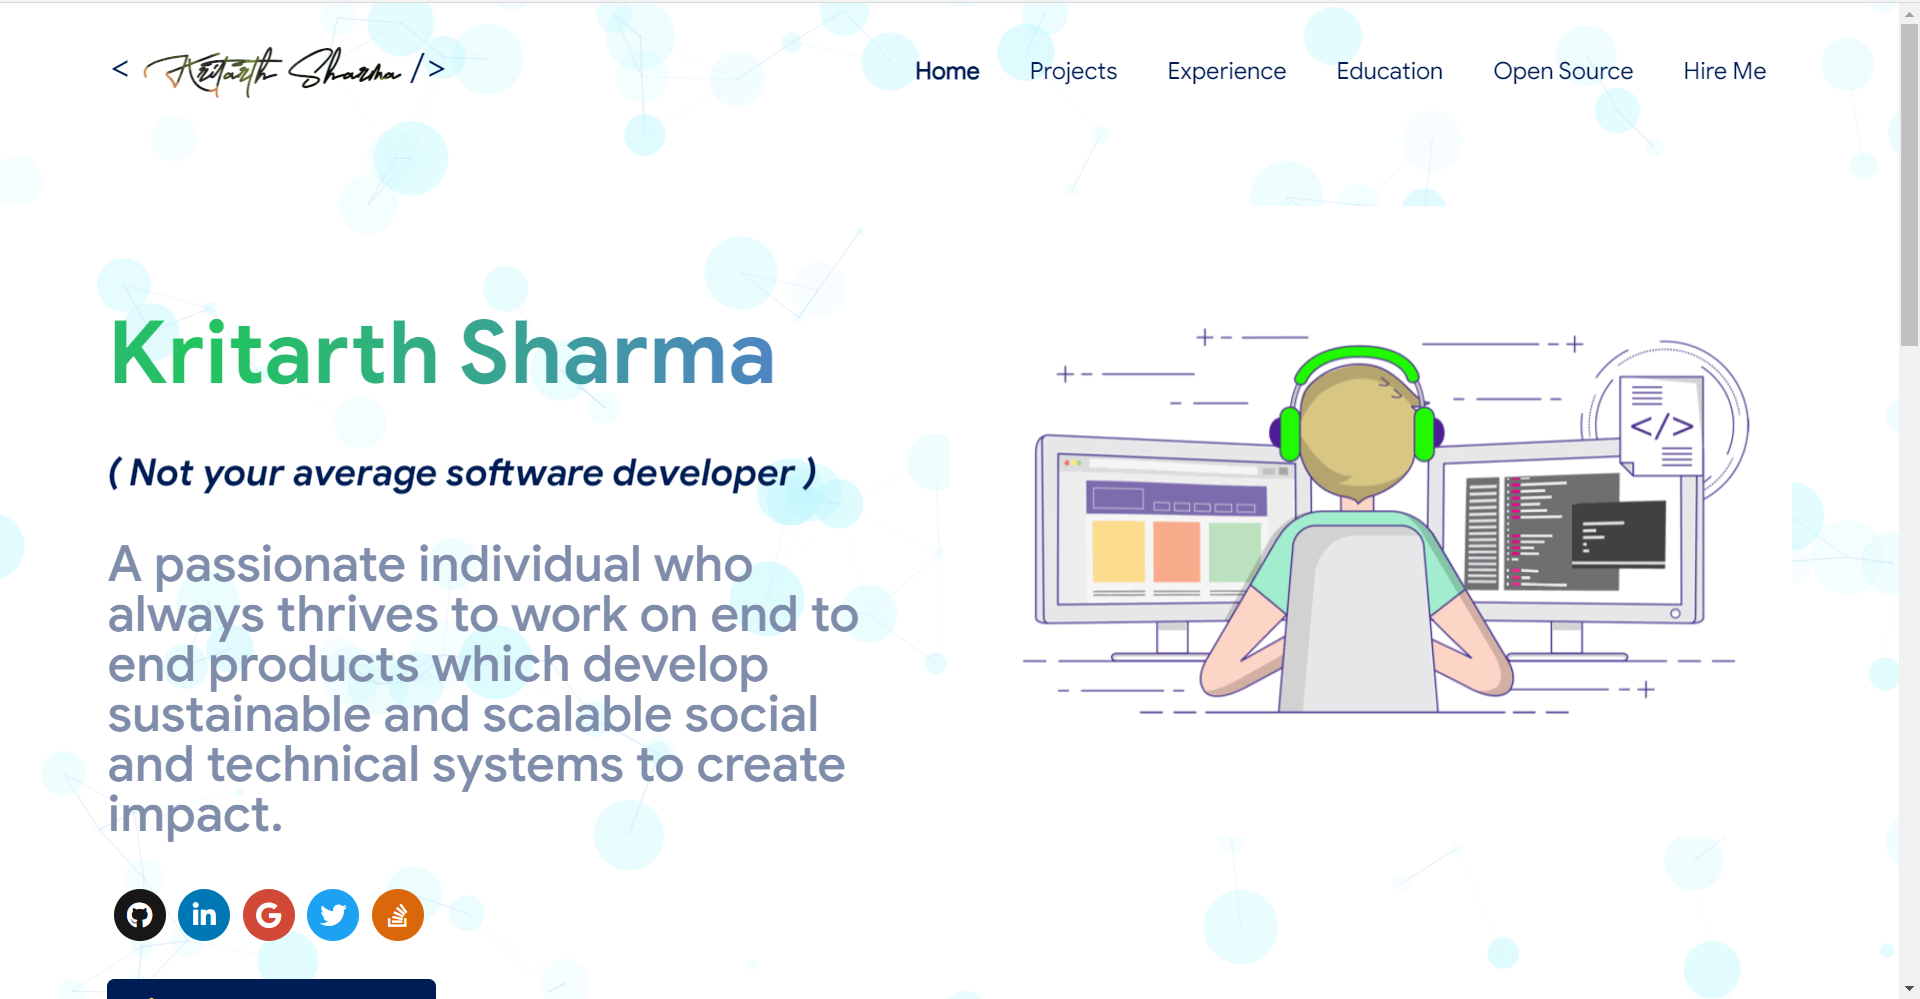 < Kritarth Sharma />
Home Projects Experience Education Open Source Hire Me
Kritarth Sharma
( Not your average software developer )
A passionate individual who
always thrives to work on end to
end products which develop
sustainable and scalable social
and technical systems to create
impact.
in
G
</>